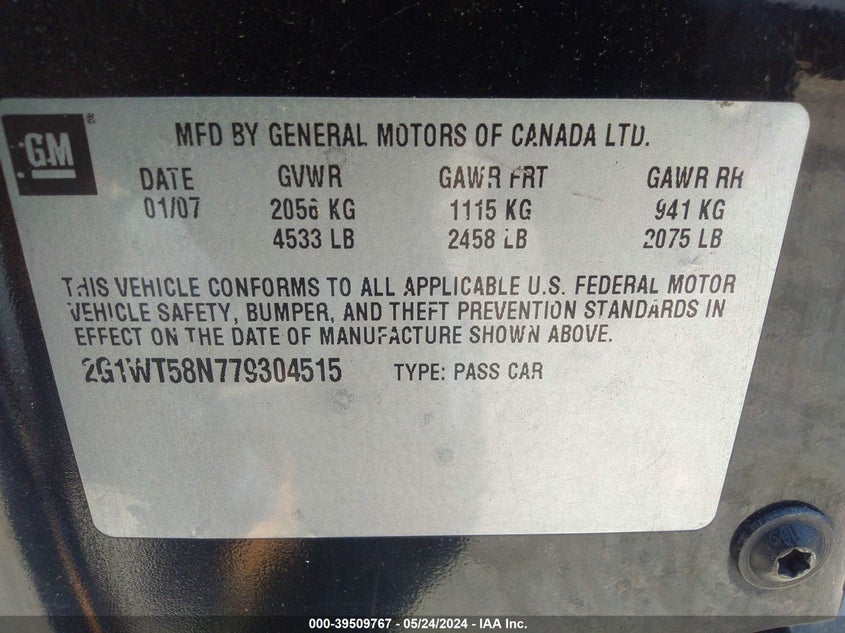 GM®
MFD BY GENERAL MOTORS OF CANADA LTD.
DATE GVWR GAWR FRT GAWR RR
01/07 2056 KG 1115 KG 941 KG
4533 LB 2458 LB 2075 LB
THIS VEHICLE CONFORMS TO ALL APPLICABLE U.S. FEDERAL MOTOR
VEHICLE SAFETY, BUMPER, AND THEFT PREVENTION STANDARDS IN
EFFECT ON THE DATE OF MANUFACTURE SHOWN ABOVE.
2G1WT58N779304515 TYPE: PASS CAR
000-39509767 - 05/24/2024 - IAA Inc.